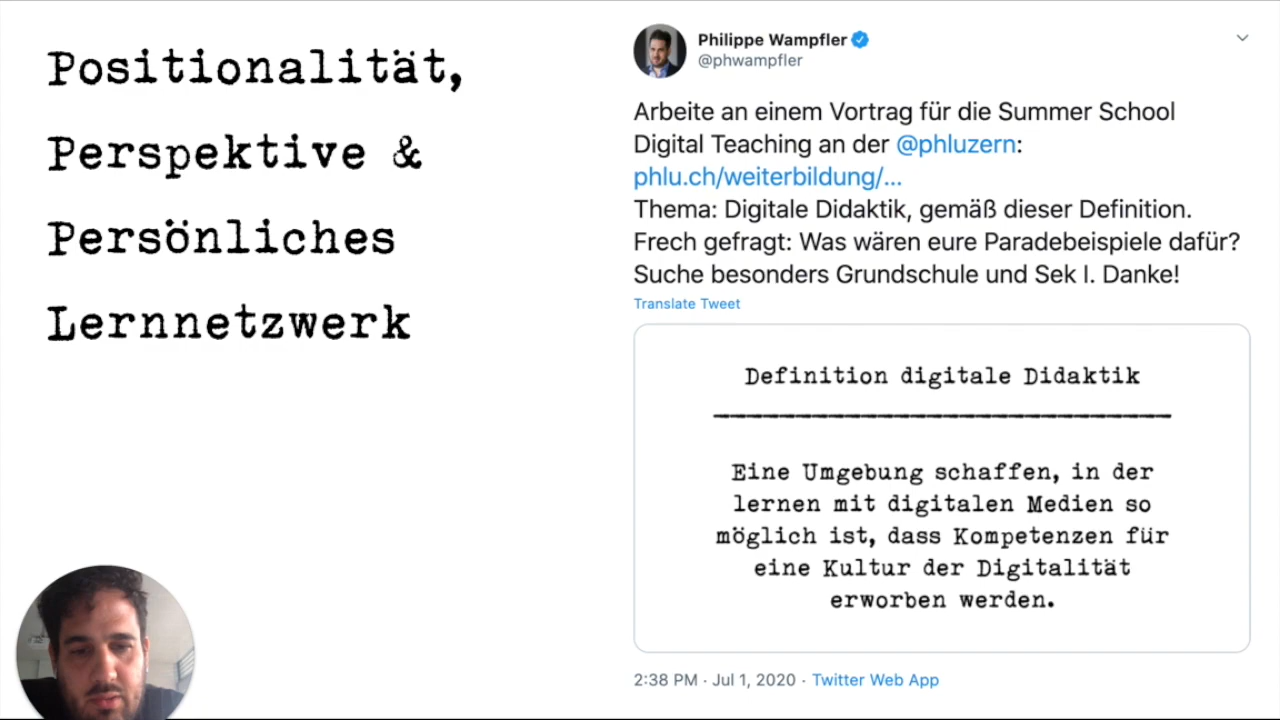 Positionalität,
Perspektive &
Persönliches
Lernnetzwerk
Philippe Wampfler
@phwampfler
Arbeite an einem Vortrag für die Summer School
Digital Teaching an der @phluzern:
phlu.ch/weiterbildung/...
Thema: Digitale Didaktik, gemäß dieser Definition.
Frech gefragt: Was wären eure Paradebeispiele dafür?
Suche besonders Grundschule und Sek I. Danke!
Translate Tweet
Definition digitale Didaktik
Eine Umgebung schaffen, in der
lernen mit digitalen Medien so
möglich ist, dass Kompetenzen für
eine Kultur der Digitalität
erworben werden.
2:38 PM · Jul 1, 2020 · Twitter Web App